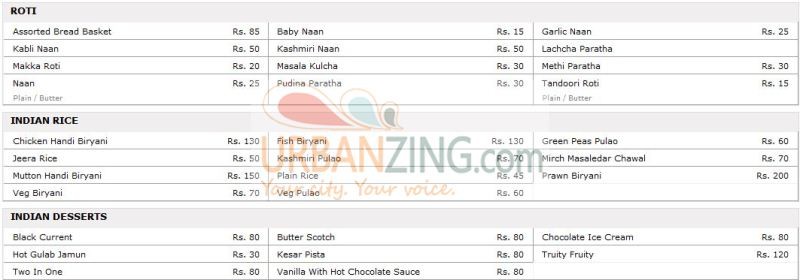 ROTI
Assorted Bread Basket Rs. 85 Baby Naan Rs. 15 Garlic Naan Rs. 25
Kabli Naan Rs. 50 Kashmiri Naan Rs. 50 Lachcha Paratha
Makka Roti Rs. 20 Masala Kulcha Rs. 30 Methi Paratha Rs. 30
Naan Rs. 25 Pudina Paratha Rs. 30 Tandoori Roti Rs. 15
Plain / Butter Plain / Butter
INDIAN RICE
Chicken Handi Biryani Rs. 130 Fish Biryani Rs. 130 Green Peas Pulao Rs. 60
Jeera Rice Rs. 50 Kashmiri Pulao Rs. 70 Mirch Masaledar Chawal Rs. 70
Mutton Handi Biryani Rs. 150 Plain Rice Rs. 45 Prawn Biryani Rs. 200
Veg Biryani Rs. 70 Veg Pulao Rs. 60
URBANZING.com
Your city. Your voice.
INDIAN DESSERTS
Black Current Rs. 80 Butter Scotch Rs. 80 Chocolate Ice Cream Rs. 80
Hot Gulab Jamun Rs. 30 Kesar Pista Rs. 80 Truity Fruity Rs. 120
Two In One Rs. 80 Vanilla With Hot Chocolate Sauce Rs. 80